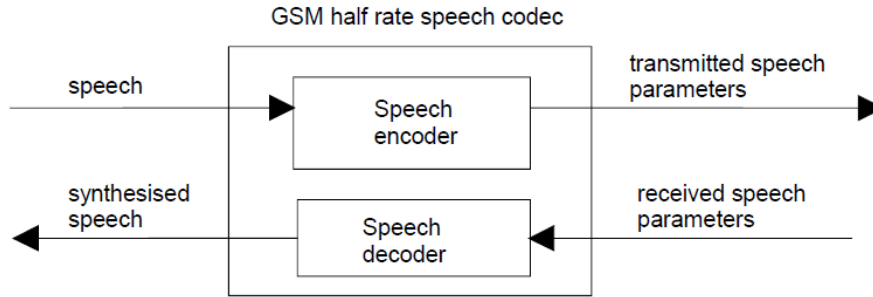 GSM half rate speech codec
speech
Speech
encoder
transmitted speech
parameters
synthesised
speech
Speech
decoder
received speech
parameters